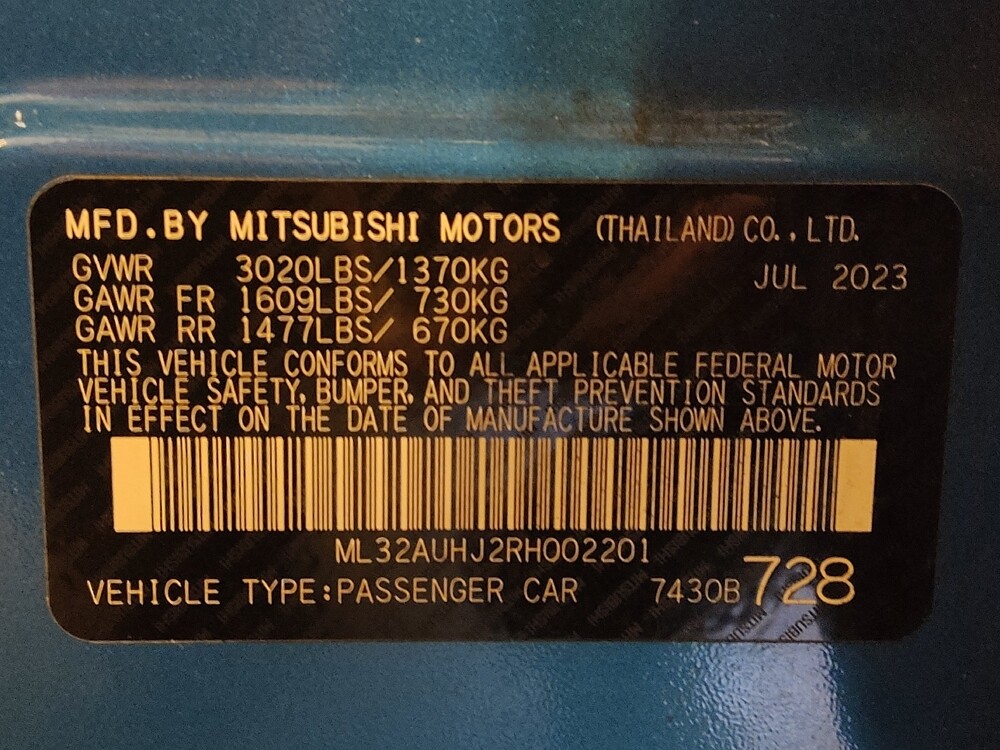 MFD.BY MITSUBISHI MOTORS (THAILAND) CO., LTD.
GVWR 3020LBS/1370KG JUL 2023
GAWR FR 1609LBS/ 730KG
GAWR RR 1477LBS/ 670KG
THIS VEHICLE CONFORMS TO ALL APPLICABLE FEDERAL MOTOR
VEHICLE SAFETY, BUMPER, AND THEFT PREVENTION STANDARDS
IN EFFECT ON THE DATE OF MANUFACTURE SHOWN ABOVE.
ML32AUHJ2RH002201
VEHICLE TYPE:PASSENGER CAR 7430B 728